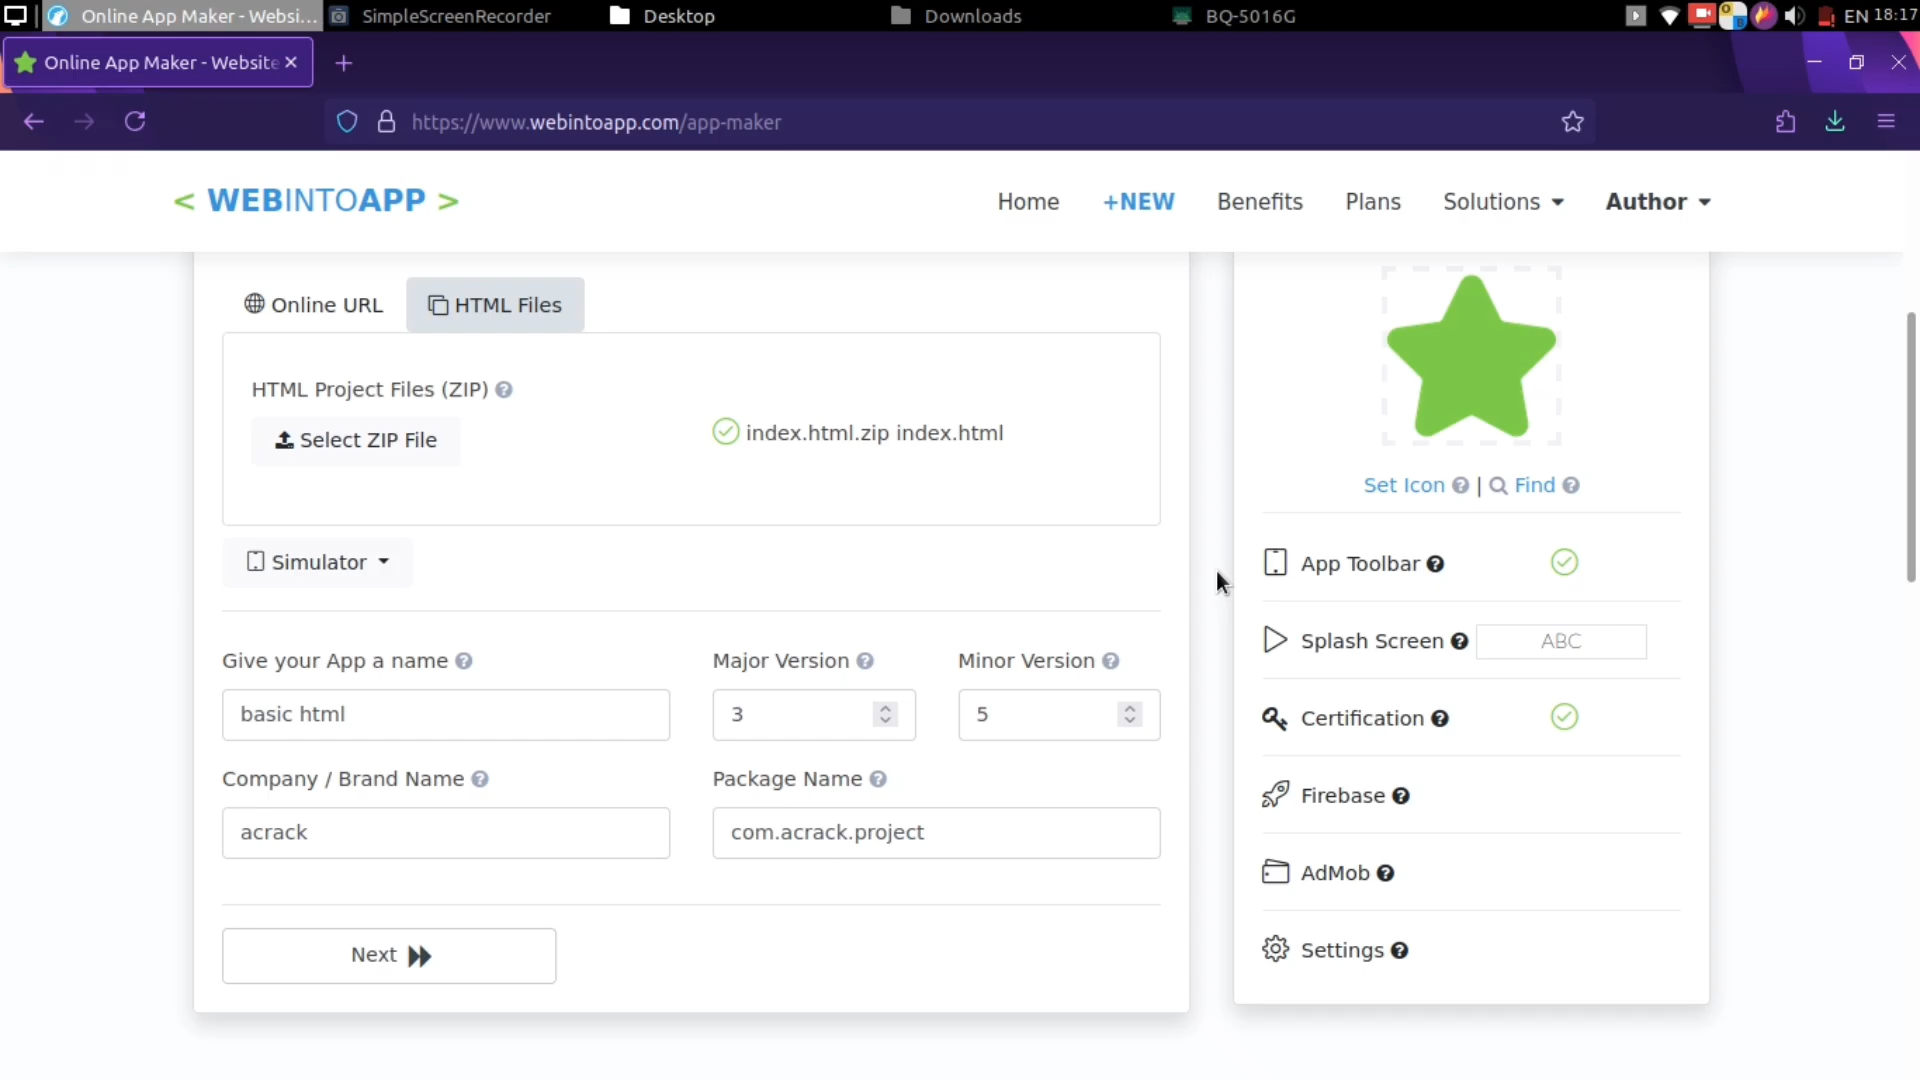 Online App Maker - Websi...
SimpleScreenRecorder
Desktop
Downloads
BQ-5016G
EN 18:17
Online App Maker - Website
https://www.webintoapp.com/app-maker
< WEBINTOAPP >
Home
+NEW
Benefits
Plans
Solutions
Author
Online URL
HTML Files
HTML Project Files (ZIP)
Select ZIP File
index.html.zip index.html
Simulator
Give your App a name
Major Version
Minor Version
basic html
3
5
Company / Brand Name
Package Name
acrack
com.acrack.project
Next
Set Icon | Find
App Toolbar
Splash Screen
ABC
Certification
Firebase
AdMob
Settings